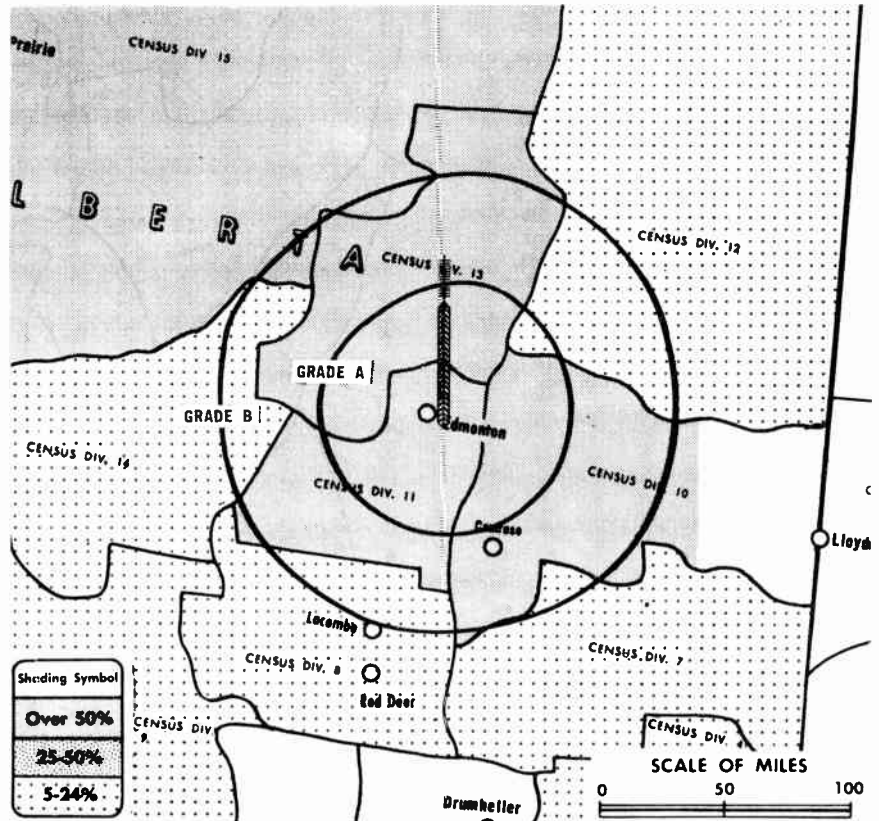 Prairie
CENSUS DIV 15
L B E R T A
CENSUS DIV. 12
CENSUS DIV. 13
GRADE A
GRADE B
Edmonton
CENSUS DIV. 14
CENSUS DIV. 11
CENSUS DIV. 10
Camrose
Lloyd
Lacombe
CENSUS DIV. 8
CENSUS DIV. 7
Red Deer
Shading Symbol
Over 50%
25-50%
5-24%
CENSUS DIV.
9.
CENSUS DIV.
SCALE OF MILES
0 50 100
Drumheller